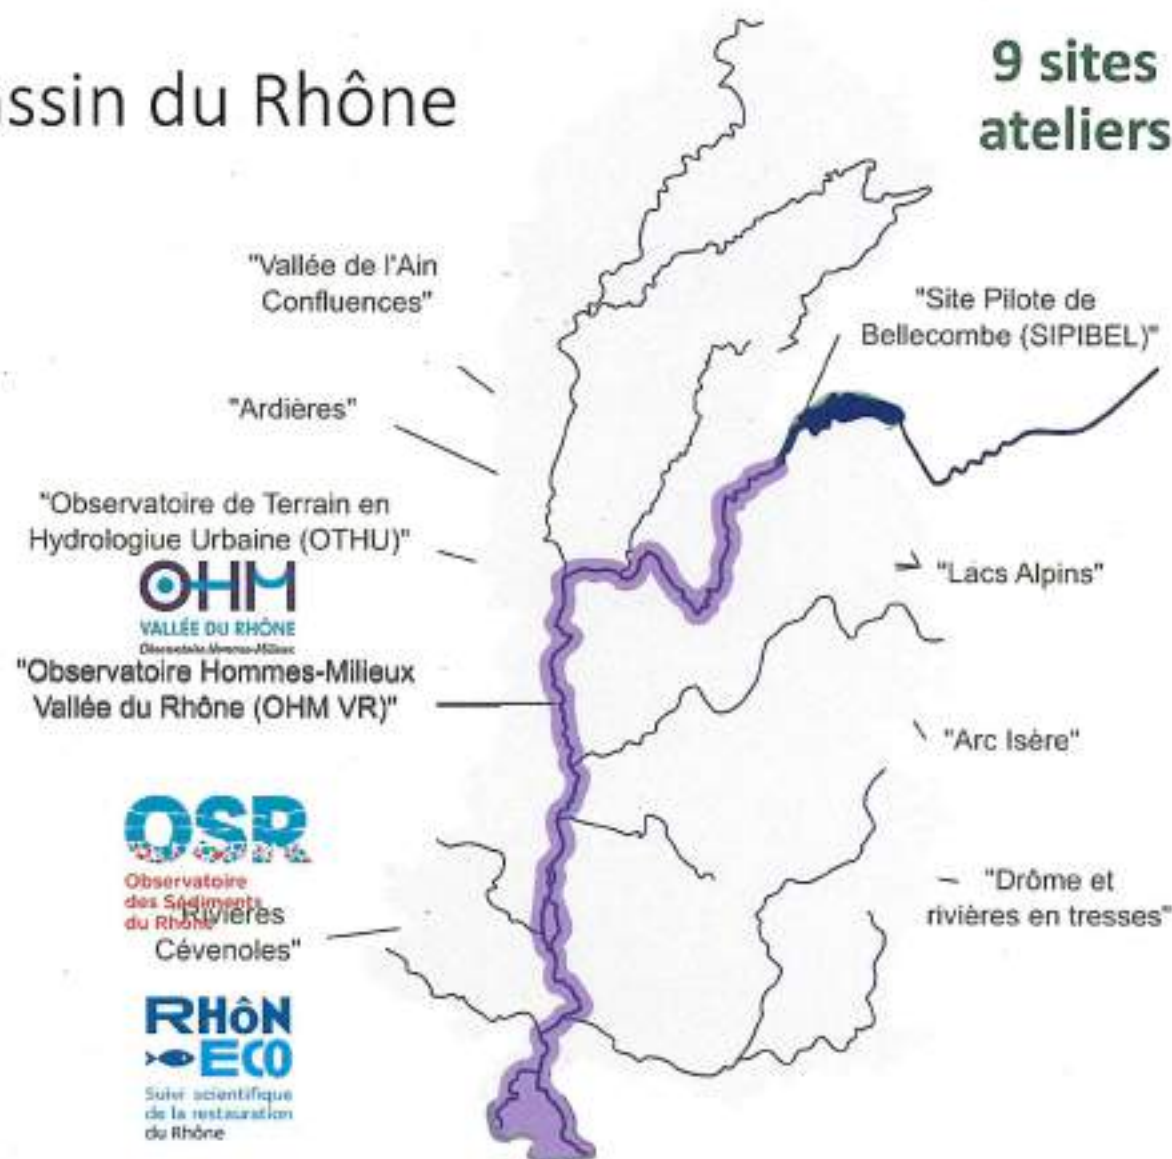 ssin du Rhône
9 sites
ateliers
"Vallée de l'Ain
Confluences"
"Site Pilote de
Bellecombe (SIPIBEL)"
"Ardières"
"Observatoire de Terrain en
Hydrologiue Urbaine (OTHU)"
OHM
VALLÉE DU RHÔNE
Observatoire Hommes-Milieux
"Lacs Alpins"
"Observatoire Hommes-Milieux
Vallée du Rhône (OHM VR)"
"Arc Isère"
OSR
Observatoire
des Sédiments
du Rhône
"Rivières
Cévenoles"
"Drôme et
rivières en tresses"
RHôN
ECO
Suivi scientifique
de la restauration
du Rhône